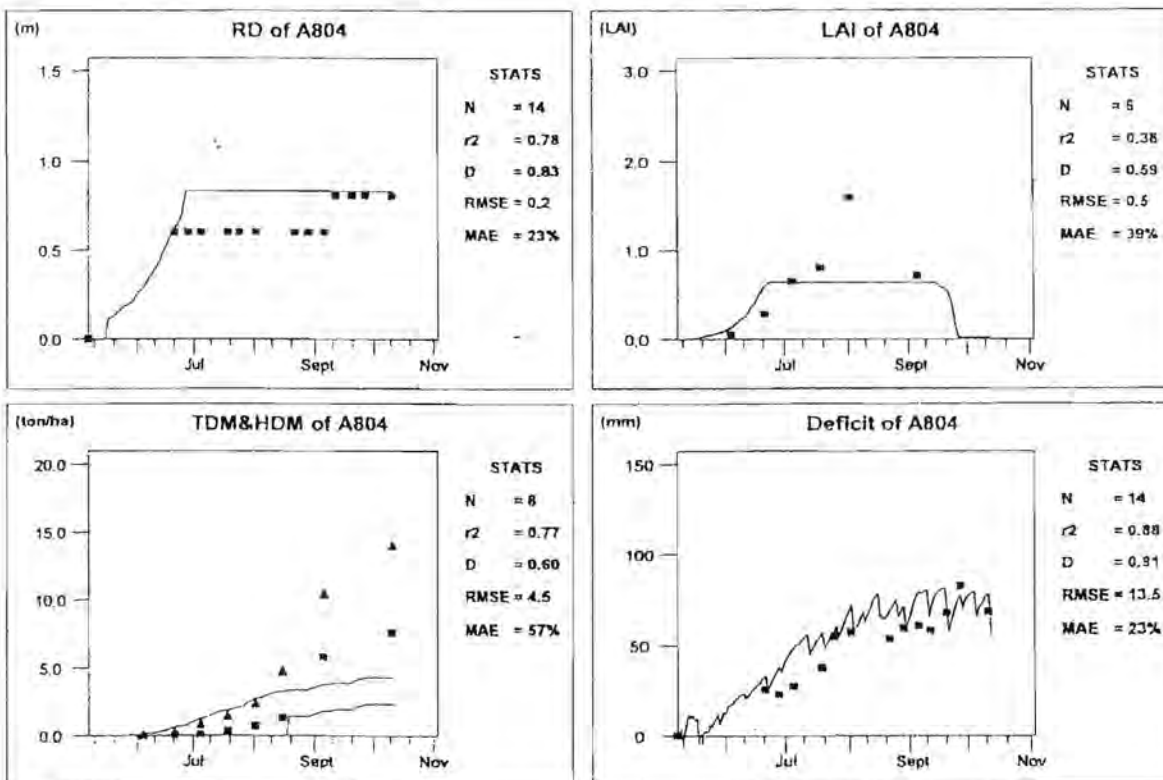 (m)
RD of A804
1.5
1.0
0.5
0.0
Jul
Sept
Nov
STATS
N = 14
r2 = 0.78
D = 0.83
RMSE = 0.2
MAE = 23%
(LAI)
LAI of A804
3.0
2.0
1.0
0.0
Jul
Sept
Nov
STATS
N = 6
r2 = 0.38
D = 0.59
RMSE = 0.5
MAE = 39%
(ton/ha)
TDM&HDM of A804
20.0
15.0
10.0
5.0
0.0
Jul
Sept
Nov
STATS
N = 8
r2 = 0.77
D = 0.60
RMSE = 4.5
MAE = 57%
(mm)
Deficit of A804
150
100
50
0
Jul
Sept
Nov
STATS
N = 14
r2 = 0.88
D = 0.91
RMSE = 13.5
MAE = 23%